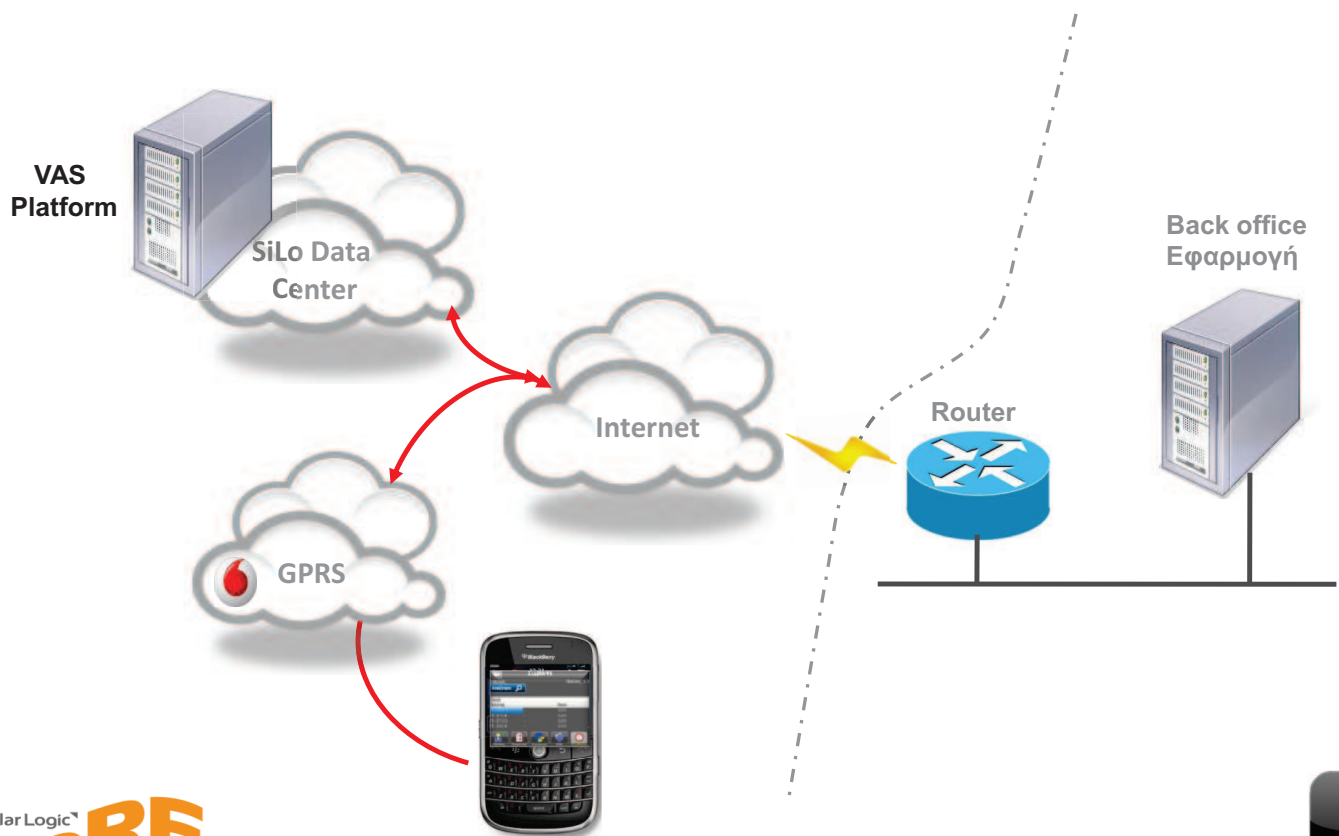 VAS
Platform
SiLo Data
Center
Back office
Εφαρμογή
Internet
Router
GPRS
BlackBerry
lar Logic